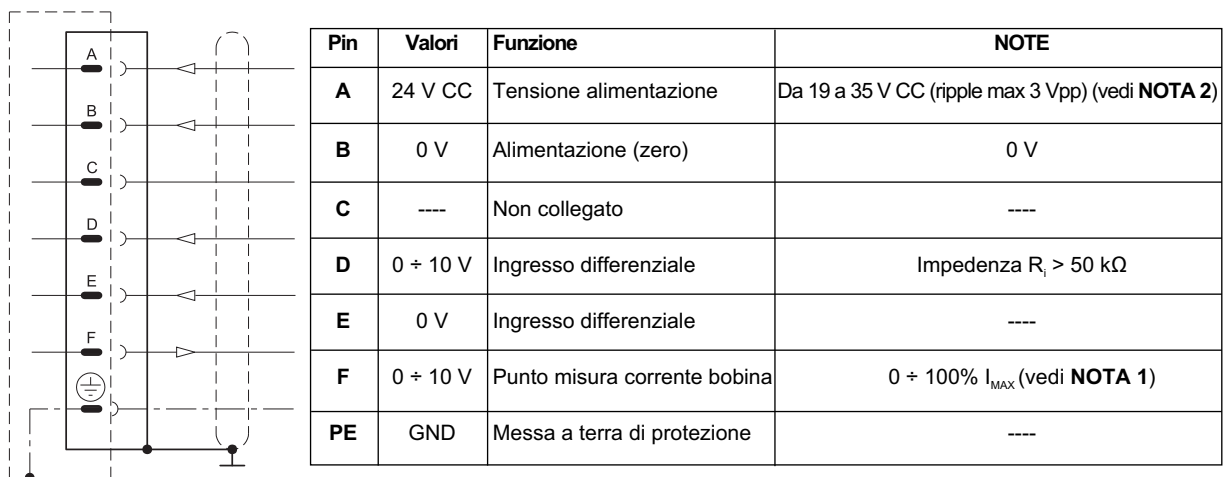 A
B
C
D
E
F
Pin Valori Funzione NOTE
A 24 V CC Tensione alimentazione Da 19 a 35 V CC (ripple max 3 Vpp) (vedi NOTA 2)
B 0 V Alimentazione (zero) 0 V
C ---- Non collegato ----
D 0 ÷ 10 V Ingresso differenziale Impedenza Ri > 50 kΩ
E 0 V Ingresso differenziale ----
F 0 ÷ 10 V Punto misura corrente bobina 0 ÷ 100% IMAX (vedi NOTA 1)
PE GND Messa a terra di protezione ----